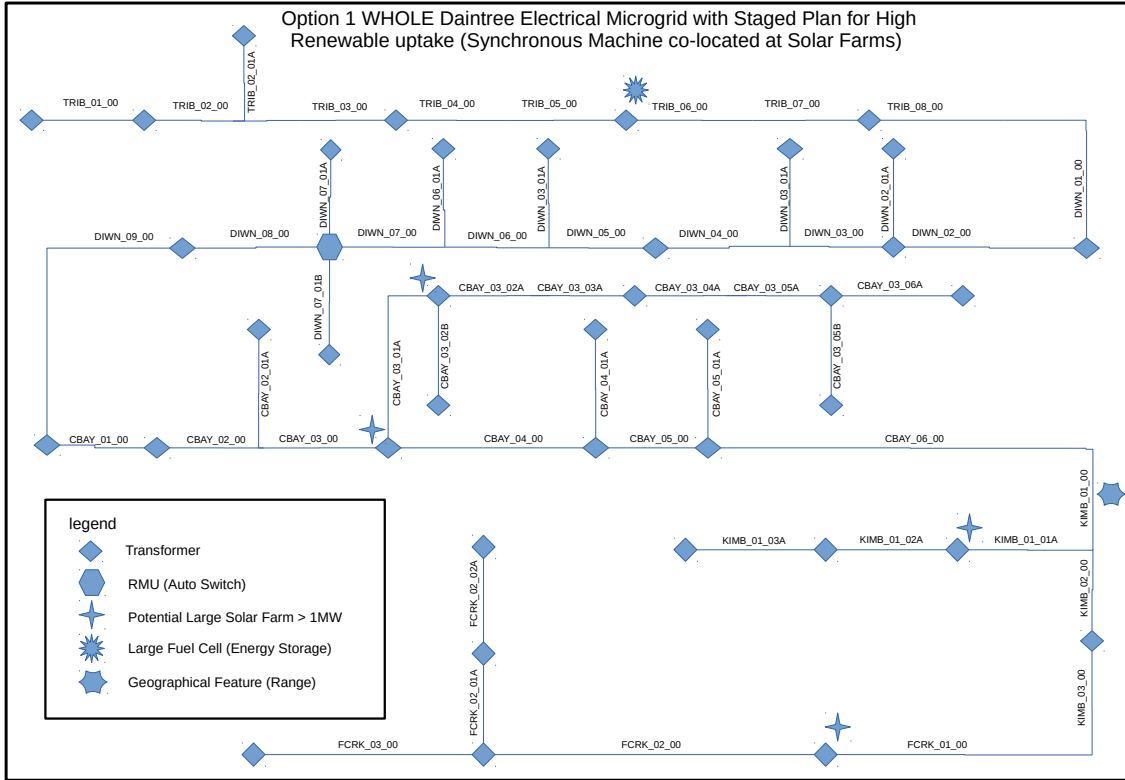 Option 1 WHOLE Daintree Electrical Microgrid with Staged Plan for High
Renewable uptake (Synchronous Machine co-located at Solar Farms)
TRIB_02_01A
TRIB_01_00
TRIB_02_00
TRIB_03_00
TRIB_04_00
TRIB_05_00
TRIB_06_00
TRIB_07_00
TRIB_08_00
DIWN_07_01A
DIWN_06_01A
DIWN_03_01A
DIWN_03_01A
DIWN_02_01A
DIWN_01_00
DIWN_09_00
DIWN_08_00
DIWN_07_00
DIWN_06_00
DIWN_05_00
DIWN_04_00
DIWN_03_00
DIWN_02_00
DIWN_07_01B
CBAY_03_02A
CBAY_03_03A
CBAY_03_04A
CBAY_03_05A
CBAY_03_06A
CBAY_02_01A
CBAY_03_01A
CBAY_03_02B
CBAY_04_01A
CBAY_05_01A
CBAY_03_05B
CBAY_01_00
CBAY_02_00
CBAY_03_00
CBAY_04_00
CBAY_05_00
CBAY_06_00
KIMB_01_00
KIMB_01_03A
KIMB_01_02A
KIMB_01_01A
KIMB_02_00
KIMB_03_00
FCRK_02_02A
FCRK_02_01A
FCRK_03_00
FCRK_02_00
FCRK_01_00
legend
Transformer
RMU (Auto Switch)
Potential Large Solar Farm > 1MW
Large Fuel Cell (Energy Storage)
Geographical Feature (Range)